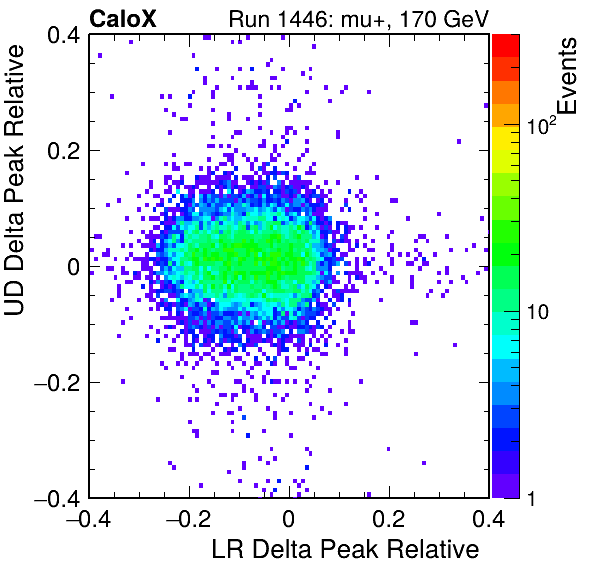 CaloX Run 1446: mu+, 170 GeV
UD Delta Peak Relative
0.4
0.2
0
−0.2
−0.4
−0.4 −0.2 0 0.2 0.4
LR Delta Peak Relative
Events
10²
10
1